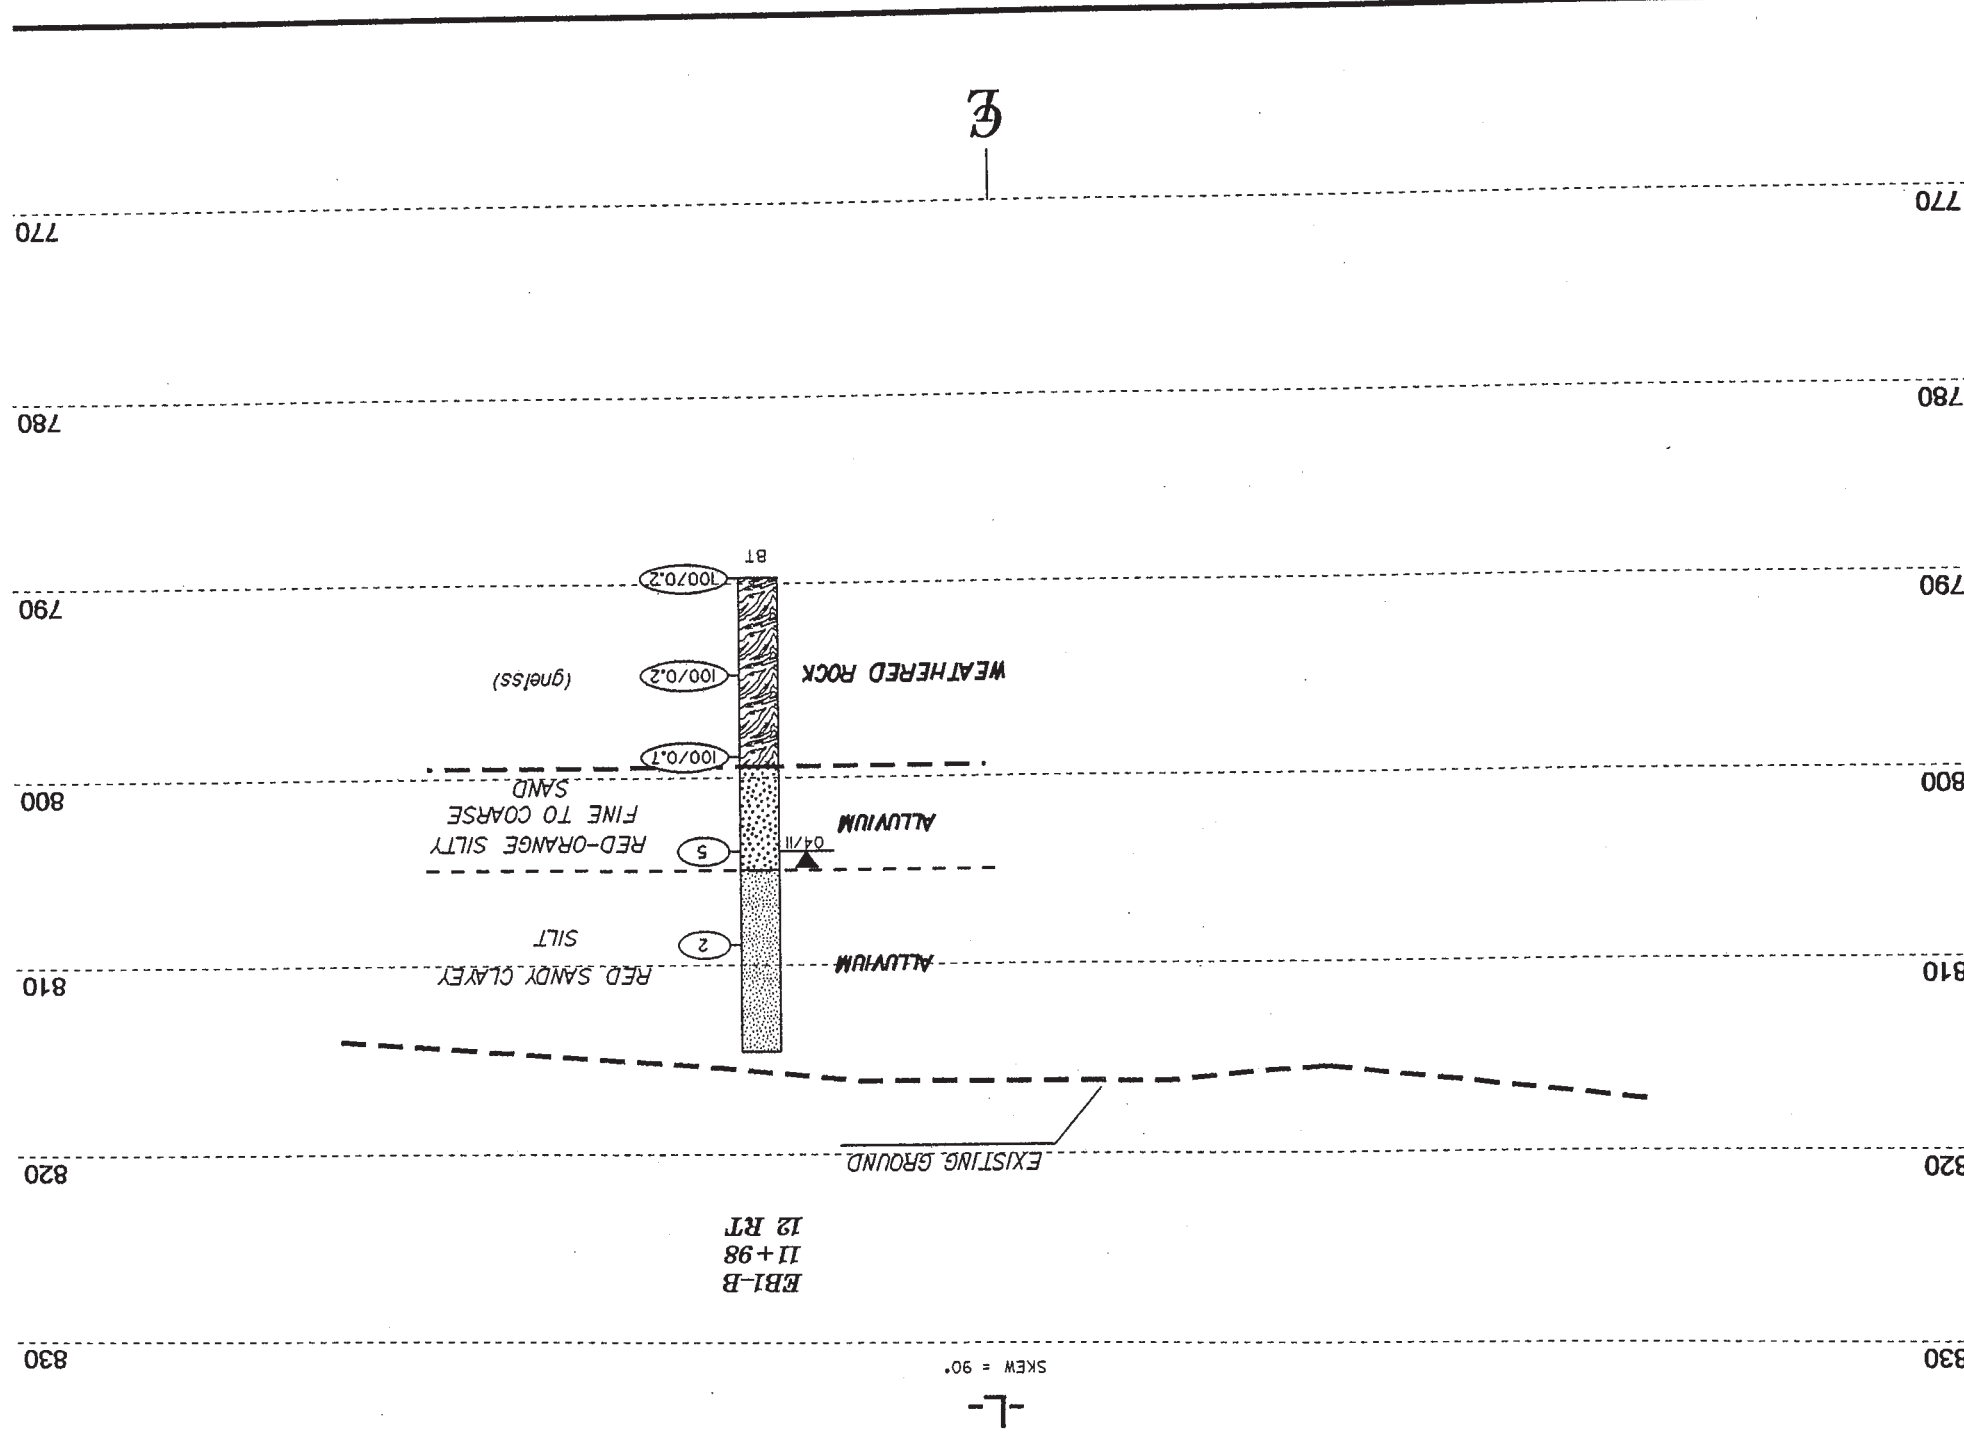 -L-
SKEW = 90°
830 830
EB1-B
11+98
12 RT
820 820
EXISTING GROUND
810 810
ALLUVIUM
RED SANDY CLAYEY
SILT
2
04/11
5
ALLUVIUM
RED-ORANGE SILTY
FINE TO COARSE
SAND
800 800
100/0.7
WEATHERED ROCK
100/0.2
(gneiss)
790 790
100/0.2
BT
780 780
770 770
℄